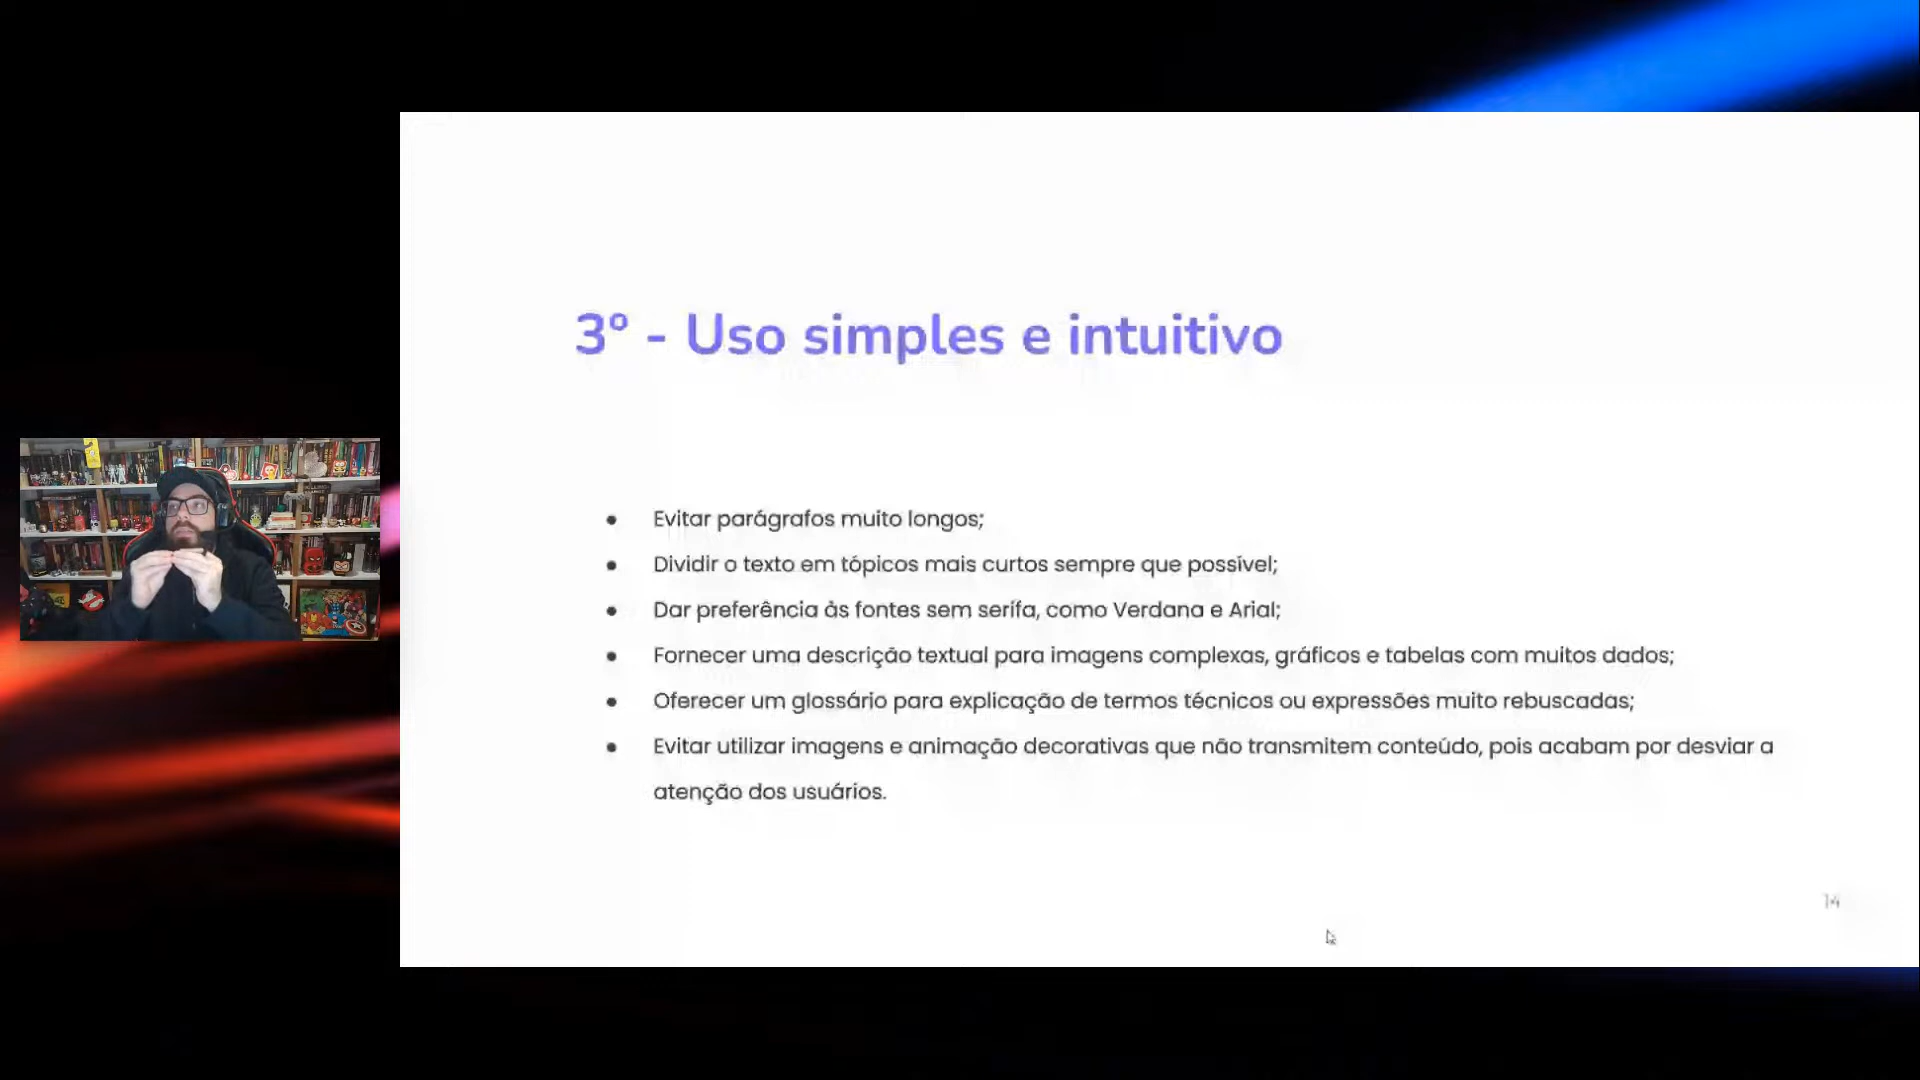 3º - Uso simples e intuitivo
● Evitar parágrafos muito longos;
● Dividir o texto em tópicos mais curtos sempre que possível;
● Dar preferência às fontes sem serifa, como Verdana e Arial;
● Fornecer uma descrição textual para imagens complexas, gráficos e tabelas com muitos dados;
● Oferecer um glossário para explicação de termos técnicos ou expressões muito rebuscadas;
● Evitar utilizar imagens e animação decorativas que não transmitem conteúdo, pois acabam por desviar a
atenção dos usuários.
14